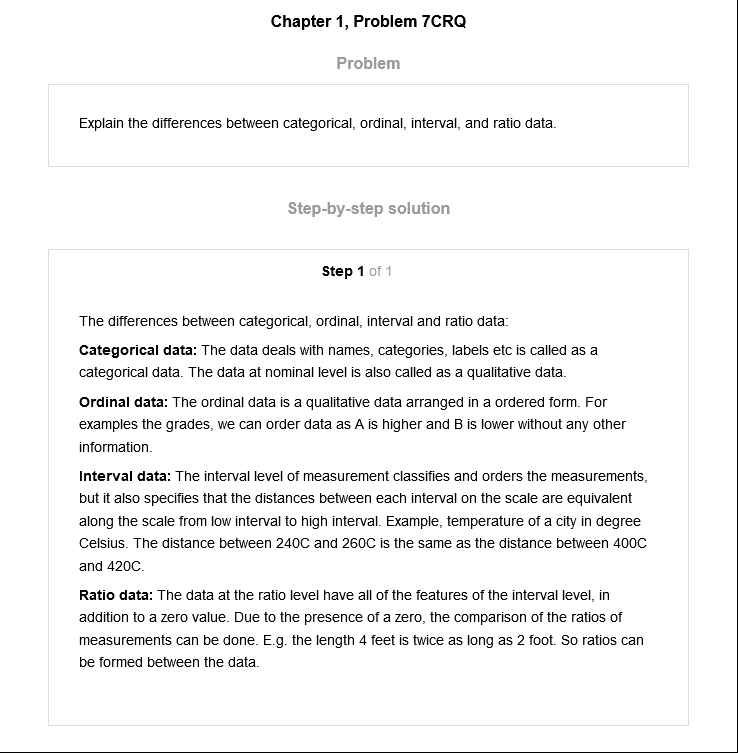 Chapter 1, Problem 7CRQ
Problem
Explain the differences between categorical, ordinal, interval, and ratio data.
Step-by-step solution
Step 1 of 1
The differences between categorical, ordinal, interval and ratio data:
Categorical data: The data deals with names, categories, labels etc is called as a
categorical data. The data at nominal level is also called as a qualitative data.
Ordinal data: The ordinal data is a qualitative data arranged in a ordered form. For
examples the grades, we can order data as A is higher and B is lower without any other
information.
Interval data: The interval level of measurement classifies and orders the measurements,
but it also specifies that the distances between each interval on the scale are equivalent
along the scale from low interval to high interval. Example, temperature of a city in degree
Celsius. The distance between 240C and 260C is the same as the distance between 400C
and 420C.
Ratio data: The data at the ratio level have all of the features of the interval level, in
addition to a zero value. Due to the presence of a zero, the comparison of the ratios of
measurements can be done. E.g. the length 4 feet is twice as long as 2 foot. So ratios can
be formed between the data.